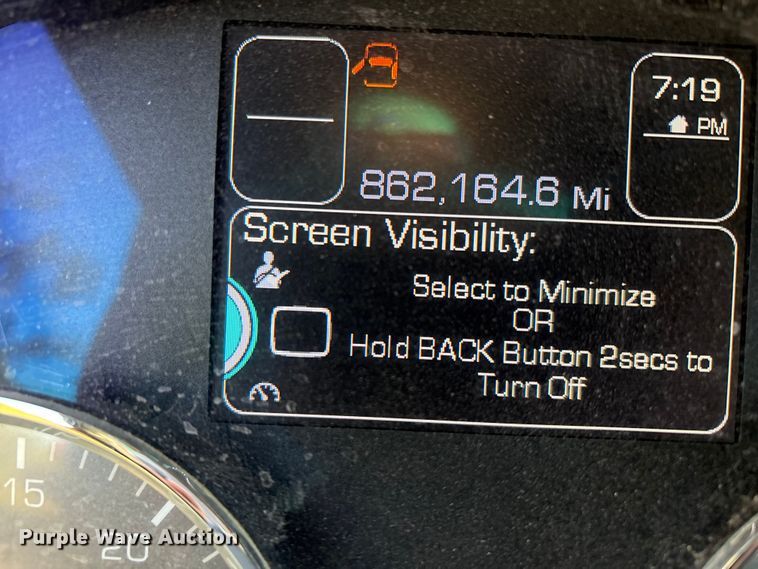 7:19
PM
862,164.6 Mi
Screen Visibility:
Select to Minimize
OR
Hold BACK Button 2secs to
Turn Off
15
20
Purple Wave Auction